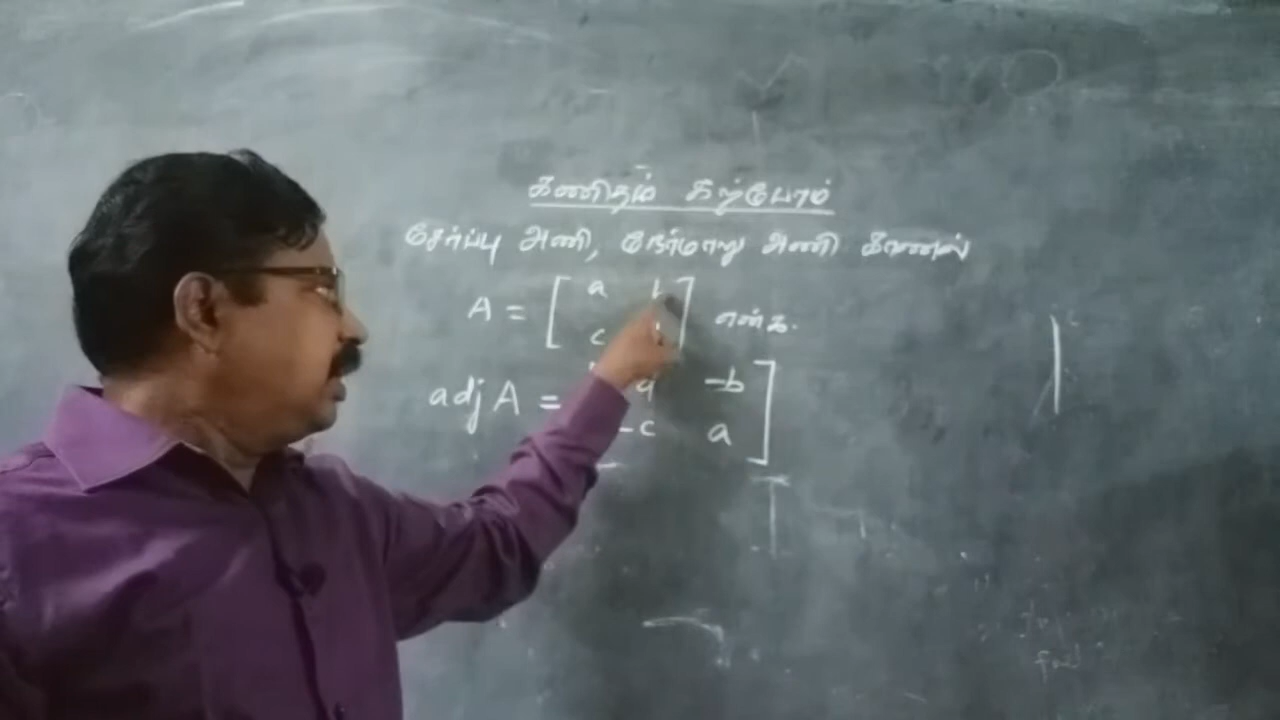 கணிதம் கற்போம்
சேர்ப்பு அணி, நேர்மாறு அணி காணல்
A = [ a b
c ] என்க.
adj A = d -b
-c a ]